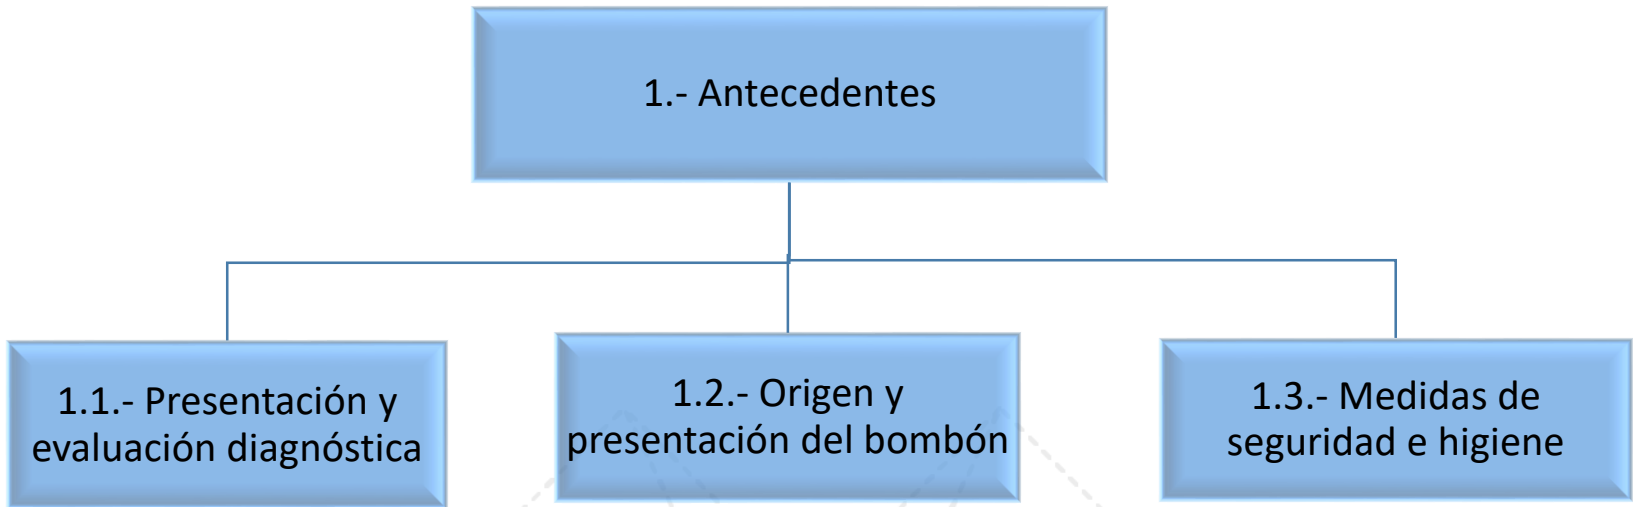 1.- Antecedentes
1.1.- Presentación y
evaluación diagnóstica
1.2.- Origen y
presentación del bombón
1.3.- Medidas de
seguridad e higiene